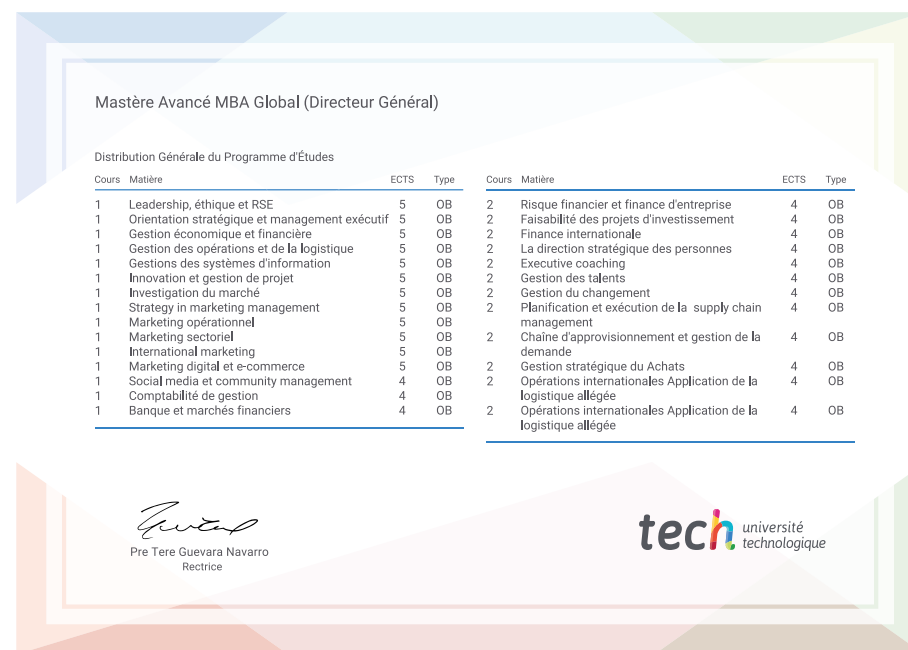 Mastère Avancé MBA Global (Directeur Général)
Distribution Générale du Programme d'Études
Cours Matière ECTS Type
1 Leadership, éthique et RSE 5 OB
1 Orientation stratégique et management exécutif 5 OB
1 Gestion économique et financière 5 OB
1 Gestion des opérations et de la logistique 5 OB
1 Gestions des systèmes d'information 5 OB
1 Innovation et gestion de projet 5 OB
1 Investigation du marché 5 OB
1 Strategy in marketing management 5 OB
1 Marketing opérationnel 5 OB
1 Marketing sectoriel 5 OB
1 International marketing 5 OB
1 Marketing digital et e-commerce 5 OB
1 Social media et community management 4 OB
1 Comptabilité de gestion 4 OB
1 Banque et marchés financiers 4 OB
Cours Matière ECTS Type
2 Risque financier et finance d'entreprise 4 OB
2 Faisabilité des projets d'investissement 4 OB
2 Finance internationale 4 OB
2 La direction stratégique des personnes 4 OB
2 Executive coaching 4 OB
2 Gestion des talents 4 OB
2 Gestion du changement 4 OB
2 Planification et exécution de la supply chain 4 OB
management
2 Chaîne d'approvisionnement et gestion de la 4 OB
demande
2 Gestion stratégique du Achats 4 OB
2 Opérations internationales Application de la 4 OB
logistique allégée
2 Opérations internationales Application de la 4 OB
logistique allégée
Pre Tere Guevara Navarro
Rectrice
tech université
technologique